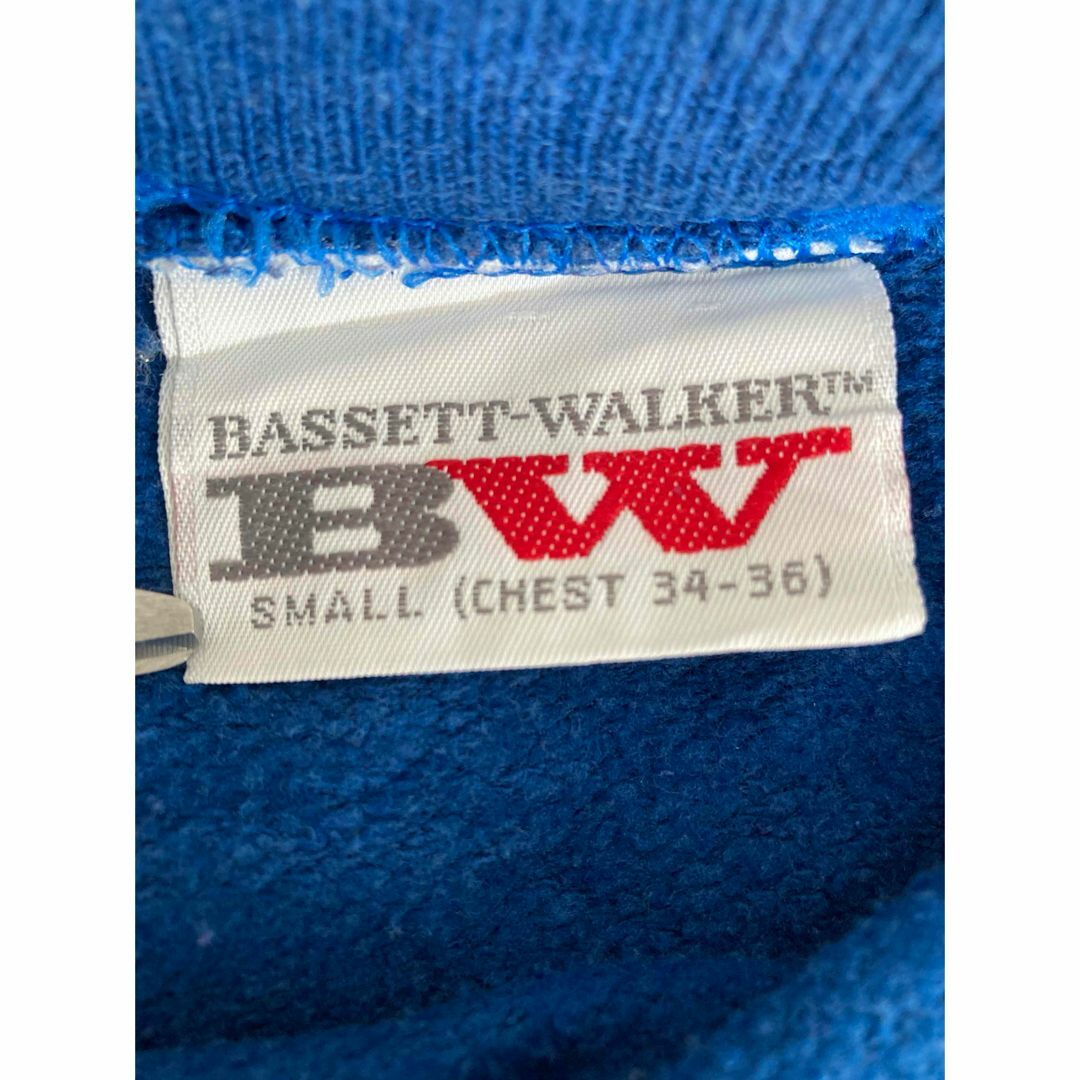 BASSETT-WALKER™
BW
SMALL (CHEST 34-36)